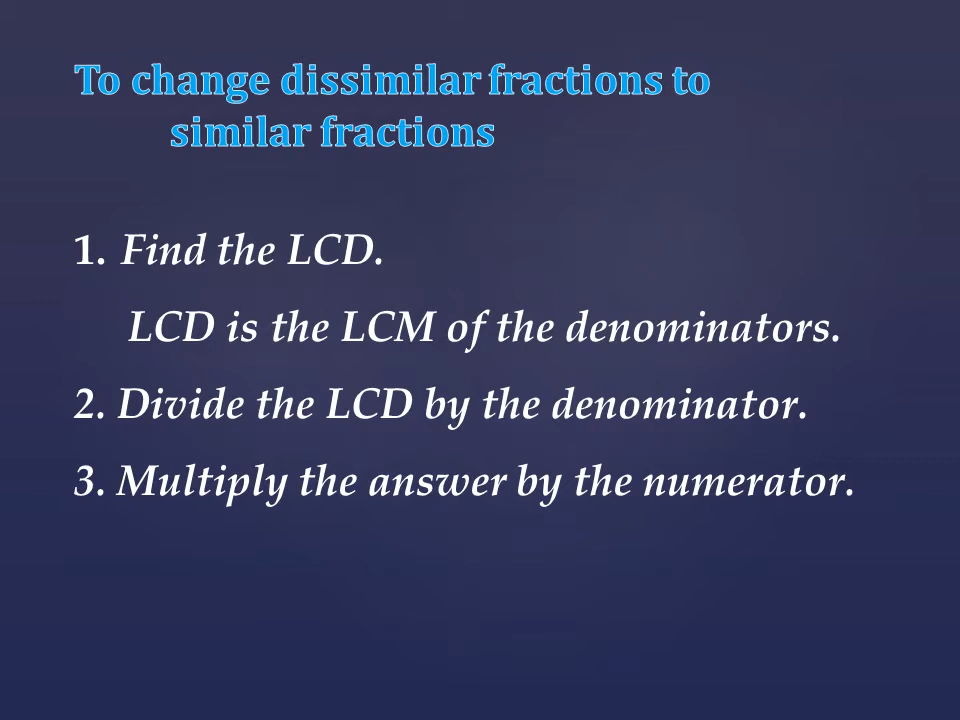 To change dissimilar fractions to
similar fractions
1. Find the LCD.
LCD is the LCM of the denominators.
2. Divide the LCD by the denominator.
3. Multiply the answer by the numerator.